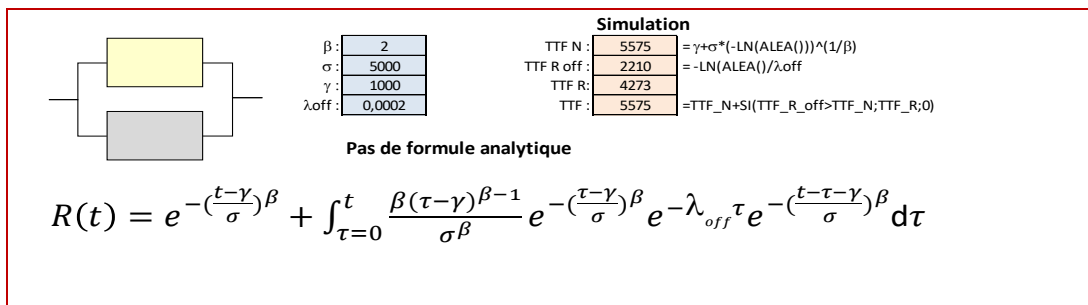 Simulation
β : 2 TTF N : 5575 = γ+σ*(-LN(ALEA()))^(1/β)
σ : 5000 TTF R off : 2210 = -LN(ALEA()/λoff
γ : 1000 TTF R: 4273
λoff : 0,0002 TTF : 5575 =TTF_N+SI(TTF_R_off>TTF_N;TTF_R;0)
Pas de formule analytique
R(t) = e^{-(\frac{t-γ}{σ})^β} + \int_{τ=0}^{t} \frac{β(τ-γ)^{β-1}}{σ^β} e^{-(\frac{τ-γ}{σ})^β} e^{-λ_{off}τ} e^{-(\frac{t-τ-γ}{σ})^β} dτ